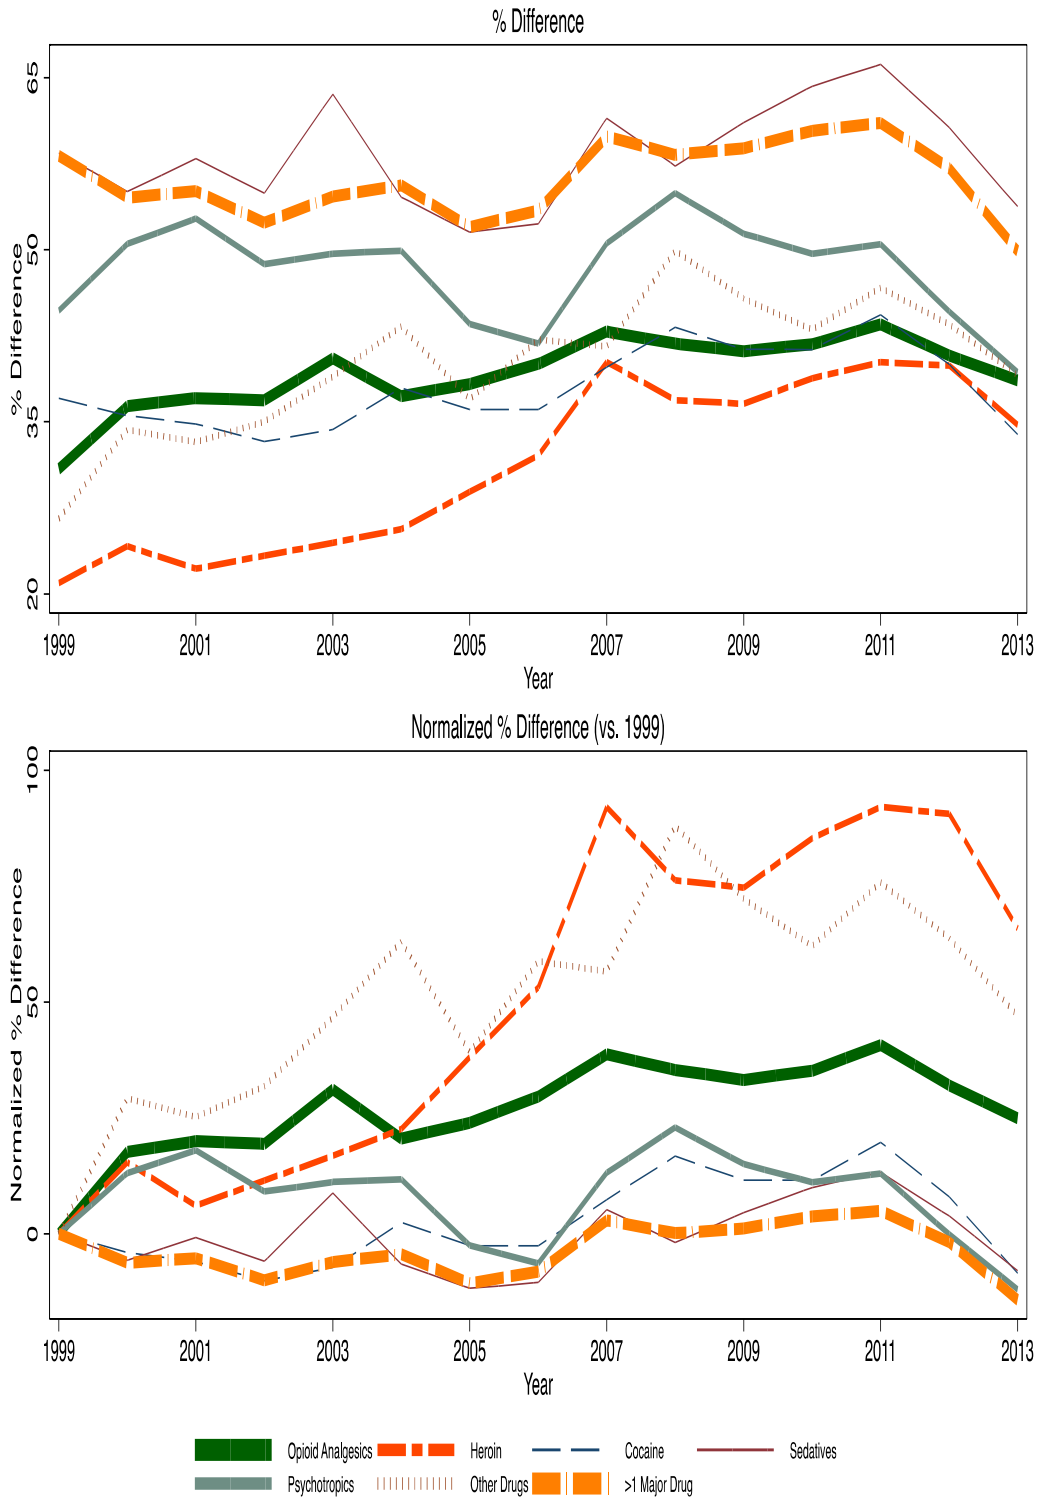 % Difference
65
50
35
20
% Difference
1999 2001 2003 2005 2007 2009 2011 2013
Year
Normalized % Difference (vs. 1999)
100
50
0
Normalized % Difference
1999 2001 2003 2005 2007 2009 2011 2013
Year
Opioid Analgesics Heroin Cocaine Sedatives
Psychotropics Other Drugs >1 Major Drug